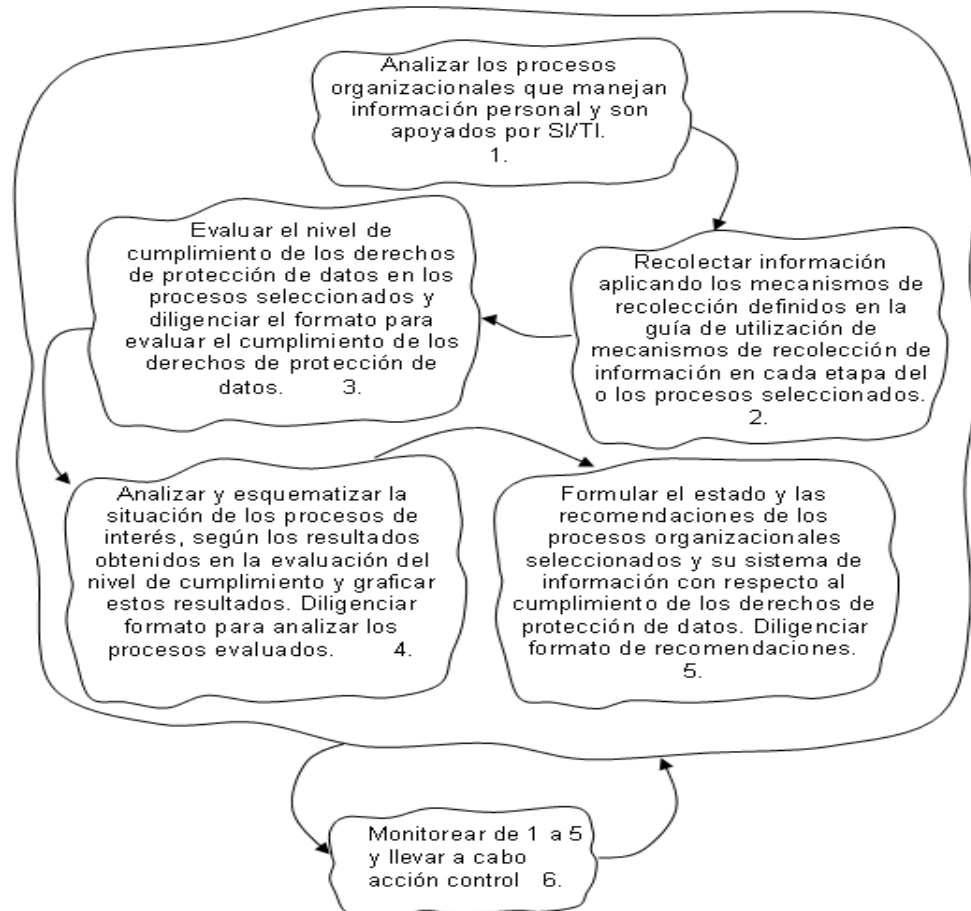 Analizar los procesos
organizacionales que manejan
información personal y son
apoyados por SI/TI.
1.
Recolectar información
aplicando los mecanismos de
recolección definidos en la
guía de utilización de
mecanismos de recolección de
información en cada etapa del
o los procesos seleccionados.
2.
Evaluar el nivel de
cumplimiento de los derechos
de protección de datos en los
procesos seleccionados y
diligenciar el formato para
evaluar el cumplimiento de los
derechos de protección de
datos. 3.
Analizar y esquematizar la
situación de los procesos de
interés, según los resultados
obtenidos en la evaluación del
nivel de cumplimiento y graficar
estos resultados. Diligenciar
formato para analizar los
procesos evaluados. 4.
Formular el estado y las
recomendaciones de los
procesos organizacionales
seleccionados y su sistema de
información con respecto al
cumplimiento de los derechos de
protección de datos. Diligenciar
formato de recomendaciones.
5.
Monitorear de 1 a 5
y llevar a cabo
acción control 6.